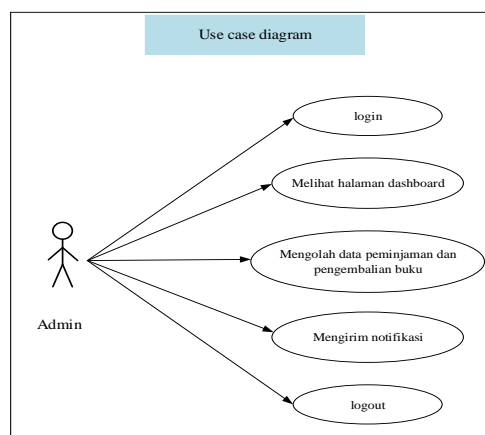 Use case diagram
login
Melihat halaman dashboard
Mengolah data peminjaman dan
pengembalian buku
Admin
Mengirim notifikasi
logout